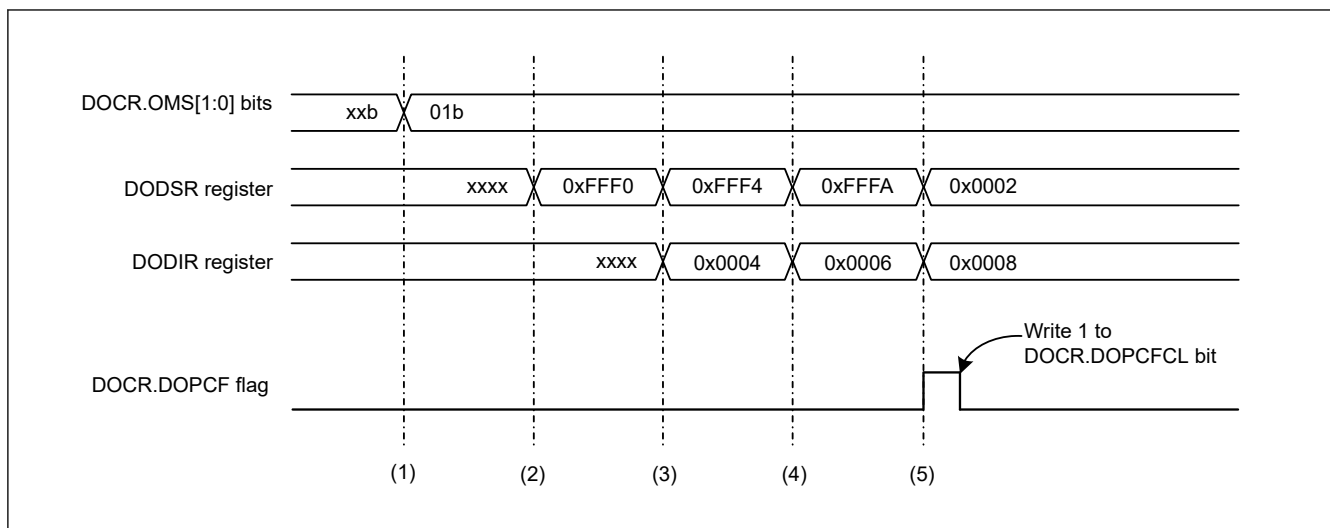 DOCR.OMS[1:0] bits
xxb
01b
DODSR register
xxxx
0xFFF0
0xFFF4
0xFFFA
0x0002
DODIR register
xxxx
0x0004
0x0006
0x0008
Write 1 to
DOCR.DOPCFCL bit
DOCR.DOPCF flag
(1)
(2)
(3)
(4)
(5)